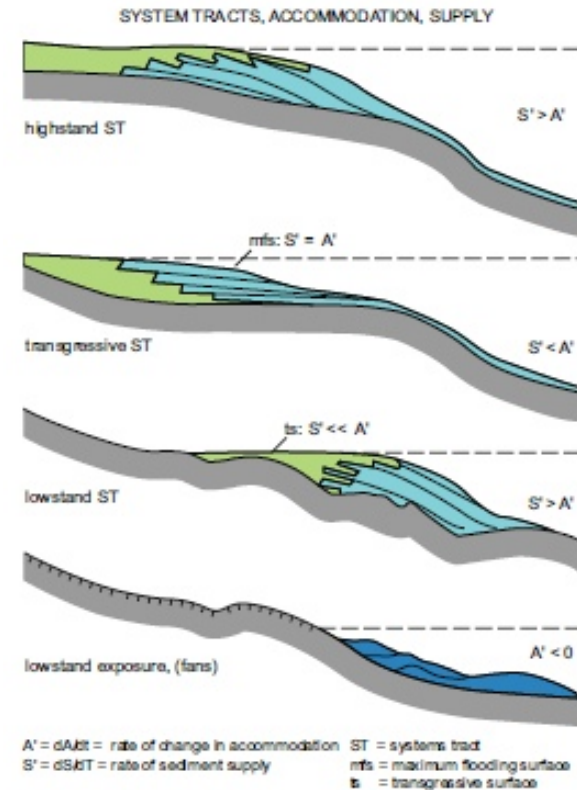 SYSTEM TRACTS, ACCOMMODATION, SUPPLY
S' > A'
highstand ST
mfs: S' = A'
transgressive ST
S' < A'
ts: S' << A'
lowstand ST
S' > A'
A' < 0
lowstand exposure, (fans)
A' = dA/dt = rate of change in accommodation
S' = dS/dT = rate of sediment supply
ST = systems tract
mfs = maximum flooding surface
ts = transgressive surface